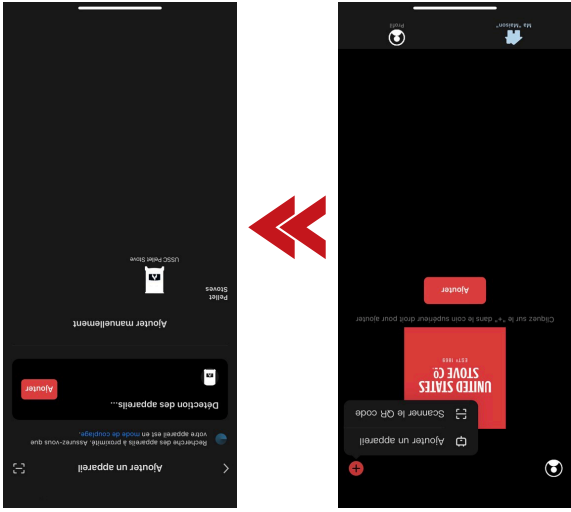 Ajouter un appareil
Scanner le QR code
UNITED STATES
STOVE Cº
ESTᴰ 1869
Cliquez sur le "+" dans le coin supérieur droit pour ajouter
Ajouter
Ma "Maison"
Profil
Ajouter un appareil
Recherche des appareils à proximité. Assurez-vous que
votre appareil est en mode de couplage.
Détection des appareils...
Ajouter
Ajouter manuellement
Pellet
Stoves
USSC Pellet Stove